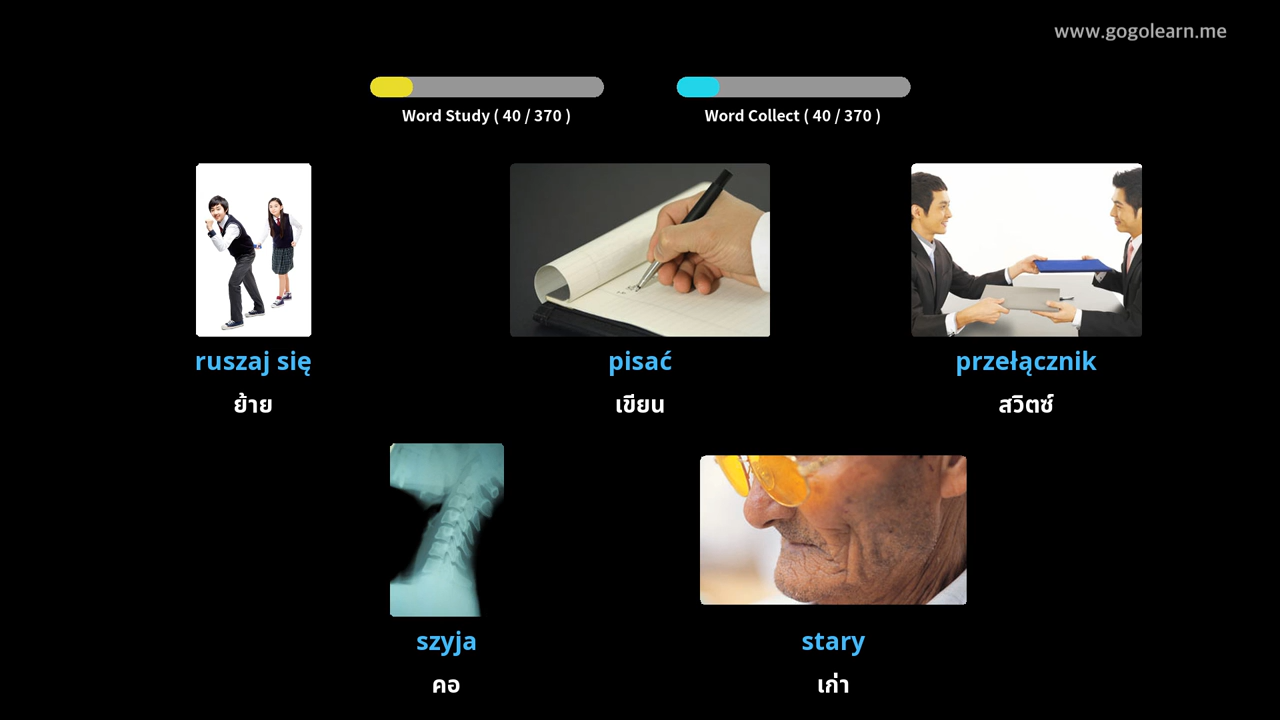 www.gogolearn.me
Word Study ( 40 / 370 )
Word Collect ( 40 / 370 )
ruszaj się
pisać
przełącznik
ย้าย
เขียน
สวิตซ์
szyja
stary
คอ
เก่า